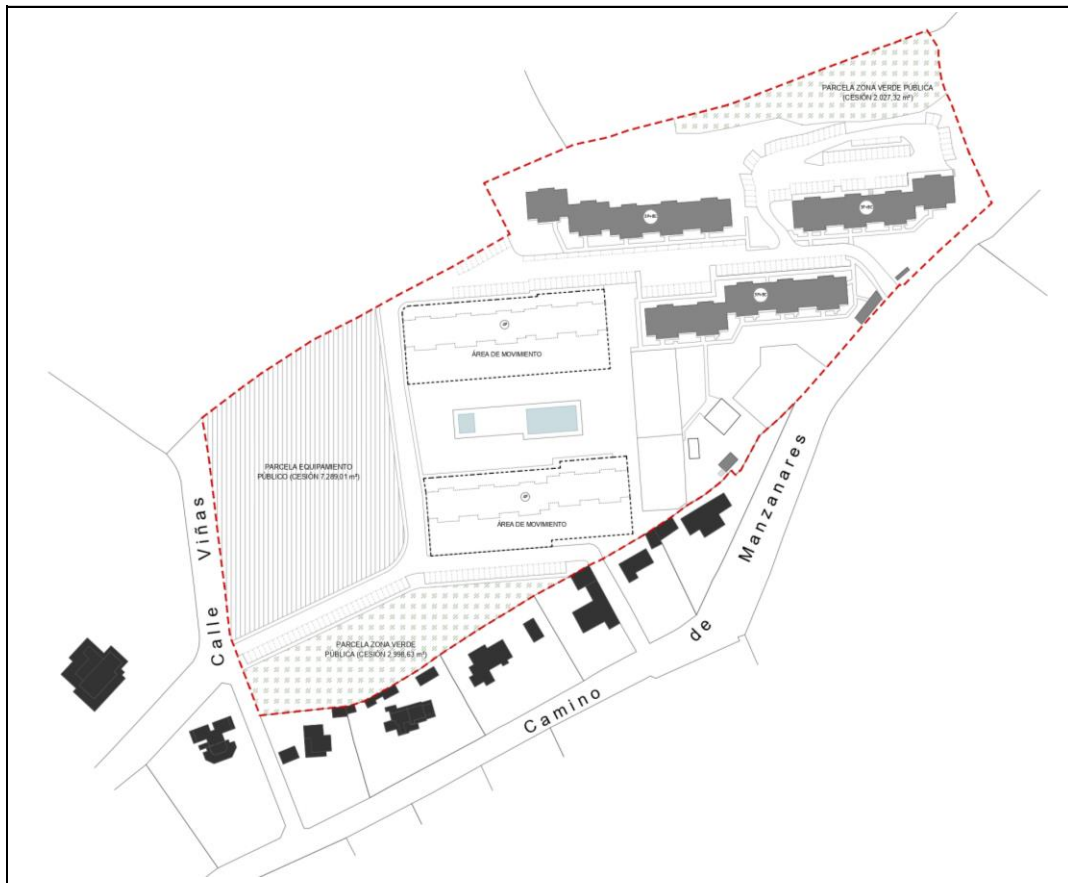 PARCELA ZONA VERDE PÚBLICA
(CESIÓN 2.027,32 m²)
ÁREA DE MOVIMIENTO
PARCELA EQUIPAMIENTO
PÚBLICO (CESIÓN 7.289,01 m²)
ÁREA DE MOVIMIENTO
PARCELA ZONA VERDE
PÚBLICA (CESIÓN 2.998,63 m²)
Calle Viñas
Camino de Manzanares